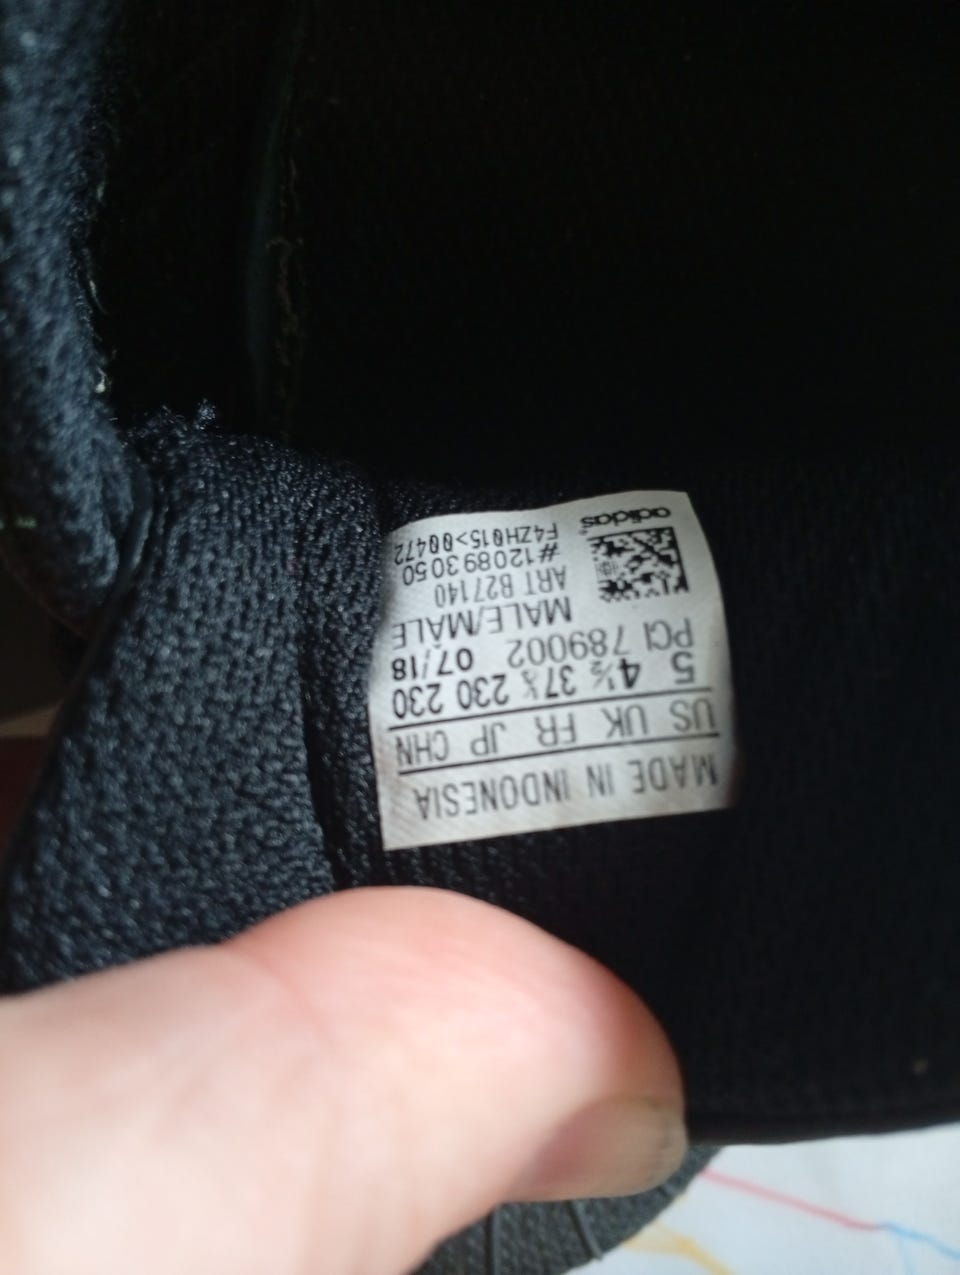 MADE IN INDONESIA
US UK FR JP CHN
5 4½ 37⅓ 230 230
PCI 789002 07/18
MALE/MÂLE
ART B27140
#120893050
F4ZH015>00472
adidas